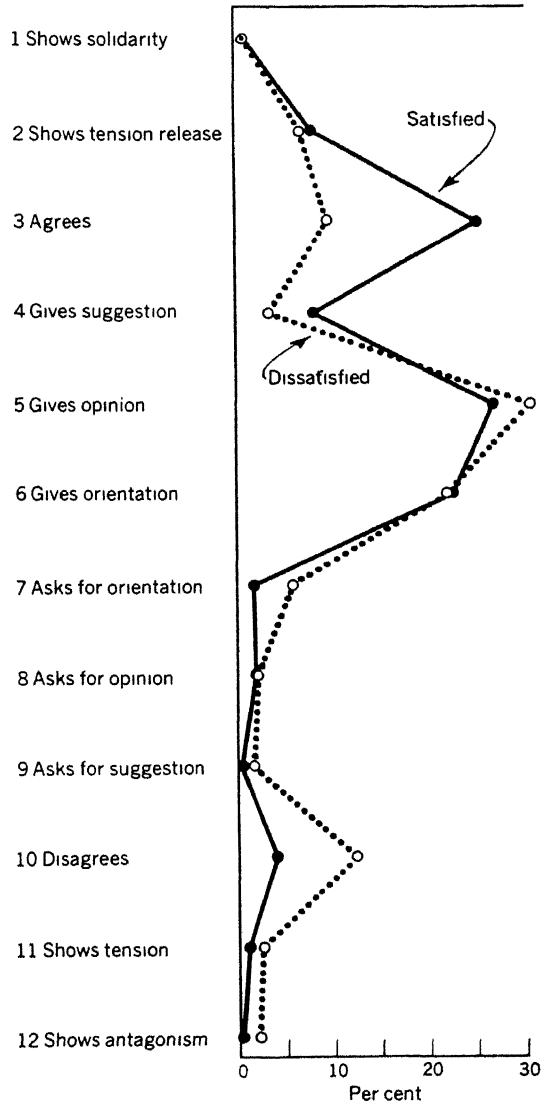 1 Shows solidarity
2 Shows tension release
Satisfied
3 Agrees
4 Gives suggestion
Dissatisfied
5 Gives opinion
6 Gives orientation
7 Asks for orientation
8 Asks for opinion
9 Asks for suggestion
10 Disagrees
11 Shows tension
12 Shows antagonism
0 10 20 30
Per cent